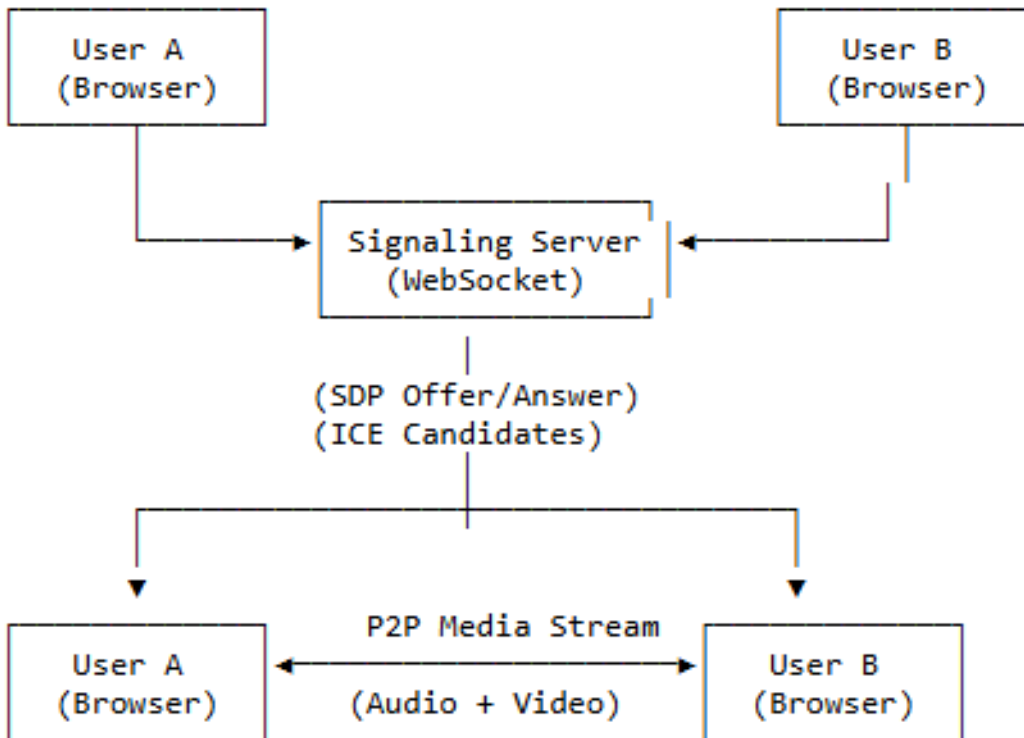 User A
(Browser)
User B
(Browser)
Signaling Server
(WebSocket)
(SDP Offer/Answer)
(ICE Candidates)
P2P Media Stream
(Audio + Video)
User A
(Browser)
User B
(Browser)